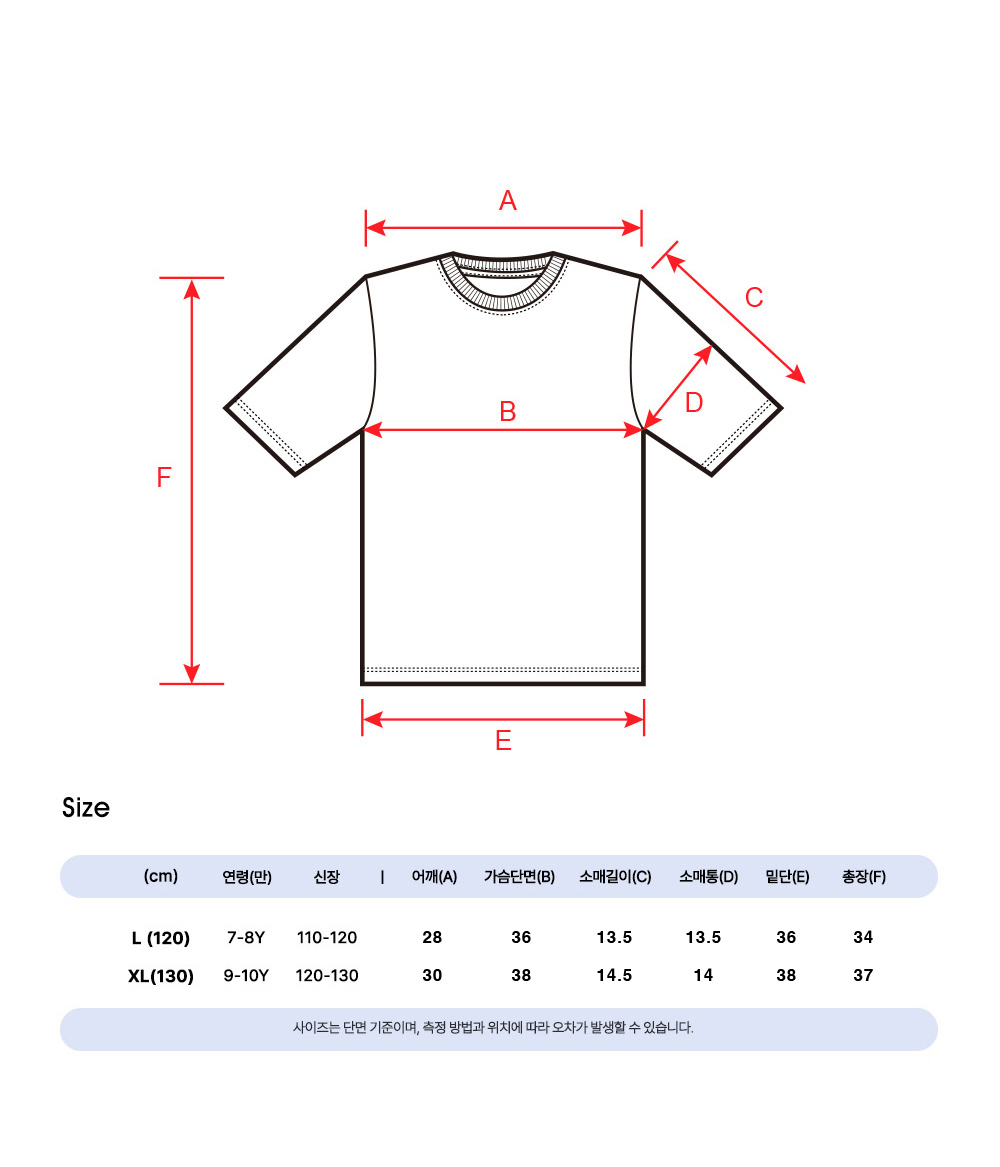 A
C
D
B
F
E
Size
(cm) 연령(만) 신장 | 어깨(A) 가슴단면(B) 소매길이(C) 소매통(D) 밑단(E) 총장(F)
L (120) 7-8Y 110-120 28 36 13.5 13.5 36 34
XL(130) 9-10Y 120-130 30 38 14.5 14 38 37
사이즈는 단면 기준이며, 측정 방법과 위치에 따라 오차가 발생할 수 있습니다.